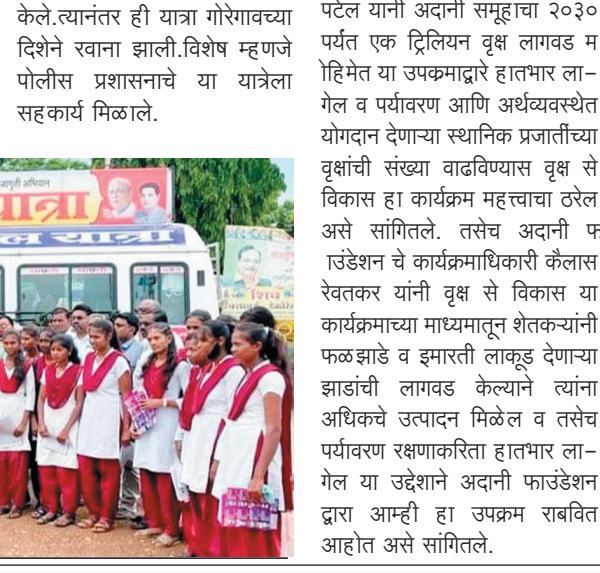 केले.त्यानंतर ही यात्रा गोरेगावच्या
दिशेने रवाना झाली.विशेष म्हणजे
पोलीस प्रशासनाचे या यात्रेला
सहकार्य मिळाले.
जागृती अभियान
यात्रा
यात्रा
शिव
पटेल यांनी अदानी समूहाचा २०३०
पर्यंत एक ट्रिलियन वृक्ष लागवड म
ोहिमेत या उपक्रमाद्वारे हातभार ला-
गेल व पर्यावरण आणि अर्थव्यवस्थेत
योगदान देणाऱ्या स्थानिक प्रजातींच्या
वृक्षांची संख्या वाढविण्यास वृक्ष से
विकास हा कार्यक्रम महत्त्वाचा ठरेल
असे सांगितले. तसेच अदानी फ
ाउंडेशन चे कार्यक्रमाधिकारी कैलास
रेवतकर यांनी वृक्ष से विकास या
कार्यक्रमाच्या माध्यमातून शेतकऱ्यांनी
फळझाडे व इमारती लाकूड देणाऱ्या
झाडांची लागवड केल्याने त्यांना
अधिकचे उत्पादन मिळेल व तसेच
पर्यावरण रक्षणाकरिता हातभार ला-
गेल या उद्देशाने अदानी फाउंडेशन
द्वारा आम्ही हा उपक्रम राबवित
आहोत असे सांगितले.